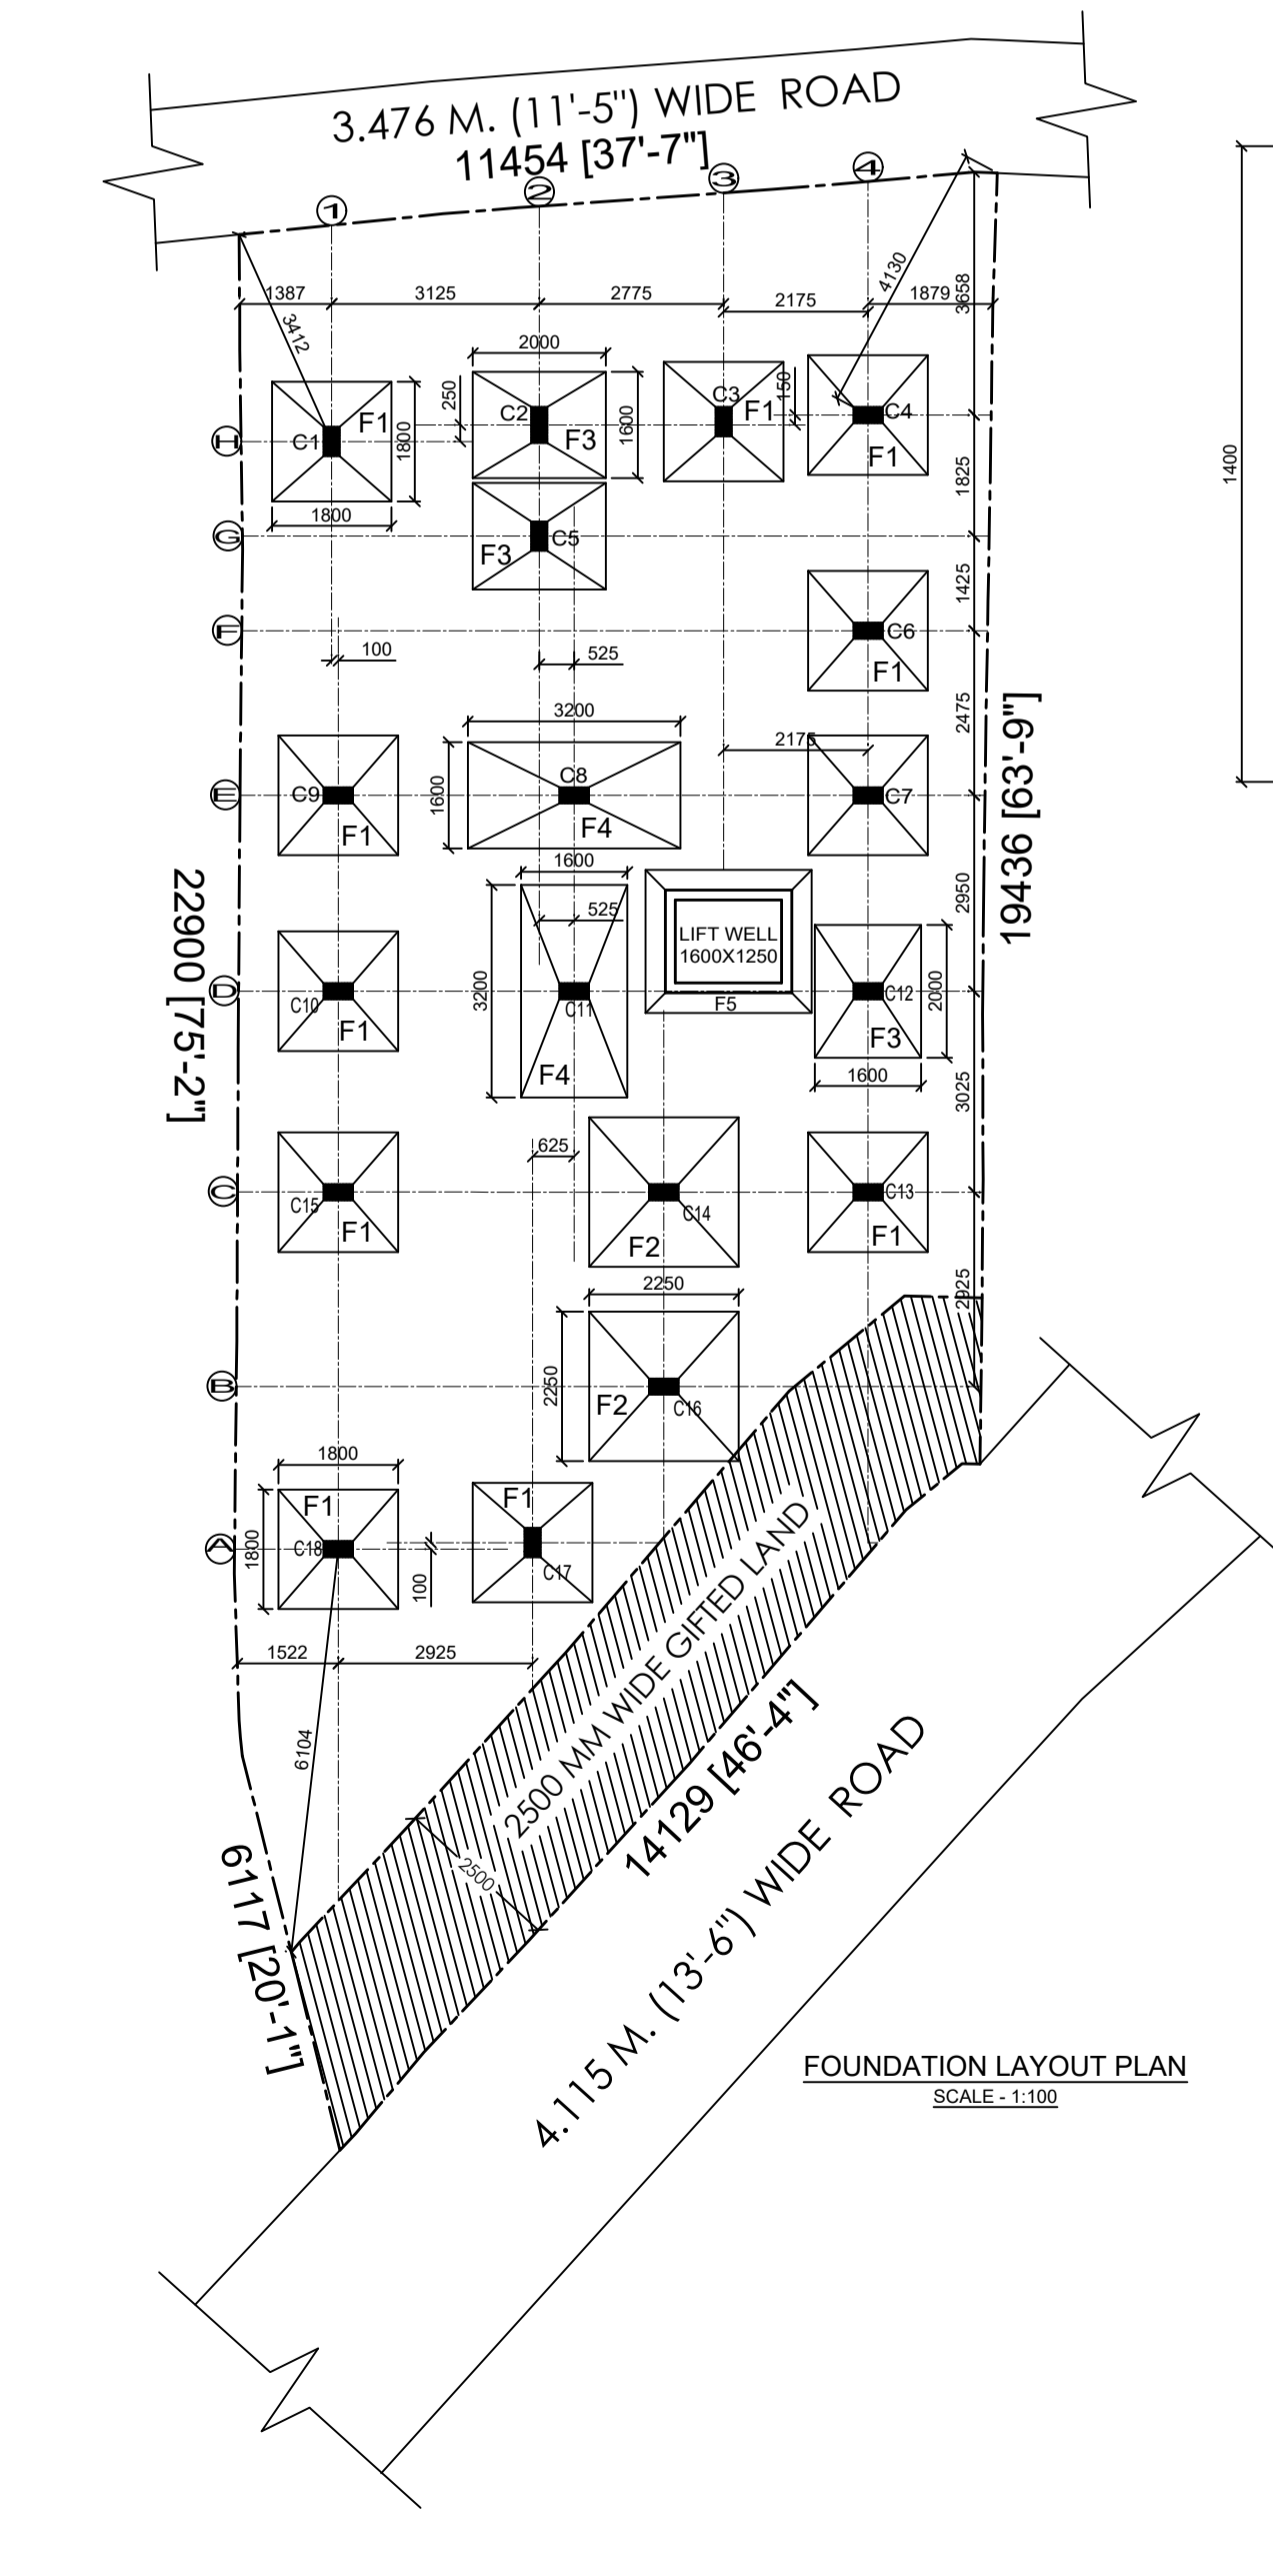 3.476 M. (11'-5") WIDE ROAD
11454 [37'-7"]
1
2
3
4
1387
3125
2775
2175
1879
3658
4130
3412
2000
250
150
1400
C1
F1
1800
1800
C2
F3
1600
C3
F1
C4
F1
H
1825
G
F3
C5
1425
F
C6
F1
100
525
2475
3200
2175
19436 [63'-9"]
E
C9
F1
1600
C8
F4
C7
1600
2950
22900 [75'-2"]
525
LIFT WELL
1600X1250
F5
D
C10
F1
3200
C11
F4
C12
F3
2000
1600
3025
625
C
C15
F1
C14
F2
C13
F1
2925
2250
B
2250
F2
C16
1800
F1
F1
A
1800
C18
C17
100
1522
2925
6104
2500 MM WIDE GIFTED LAND
2500
14129 [46'-4"]
6117 [20'-1"]
4.115 M. (13'-6") WIDE ROAD
FOUNDATION LAYOUT PLAN
SCALE - 1:100